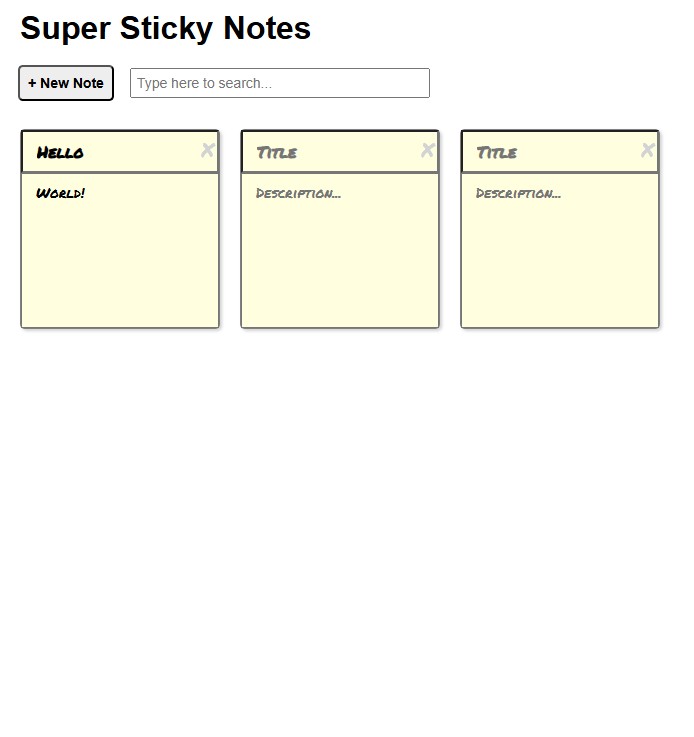 Super Sticky Notes
+ New Note
Type here to search...
Hello
World!
Title
Description...
Title
Description...